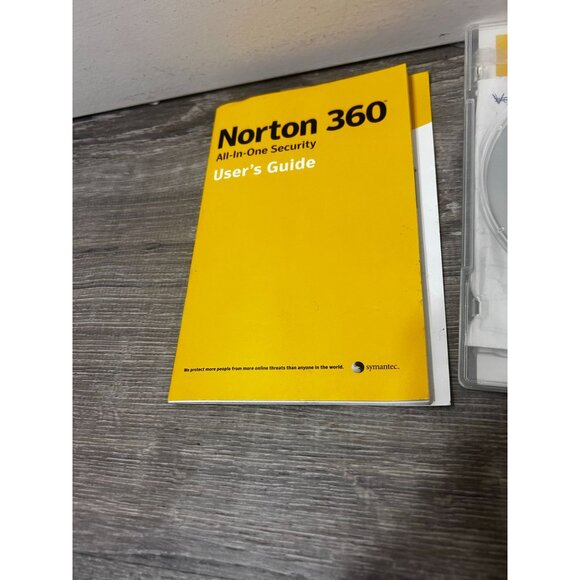 Norton 360™
All-In-One Security
User's Guide
We protect more people from more online threats than anyone in the world.
symantec.